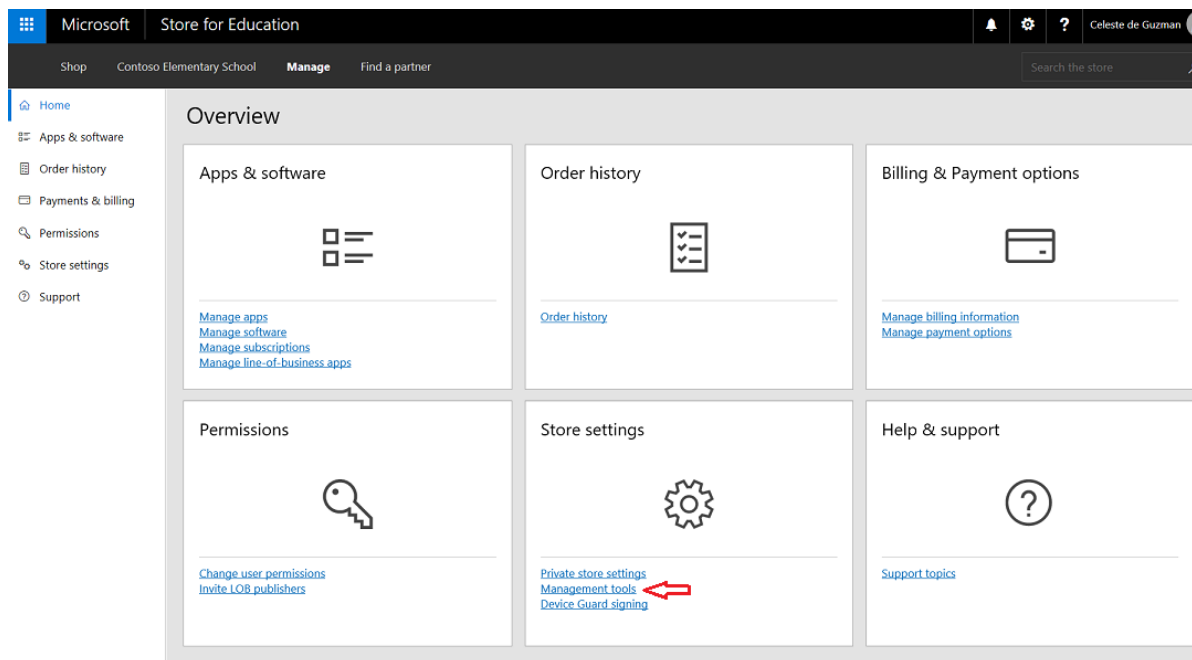 Microsoft Store for Education ? Celeste de Guzman
Shop Contoso Elementary School Manage Find a partner Search the store
Home
Apps & software
Order history
Payments & billing
Permissions
Store settings
Support
Overview
Apps & software
Manage apps
Manage software
Manage subscriptions
Manage line-of-business apps
Order history
Order history
Billing & Payment options
Manage billing information
Manage payment options
Permissions
Change user permissions
Invite LOB publishers
Store settings
Private store settings
Management tools
Device Guard signing
Help & support
?
Support topics